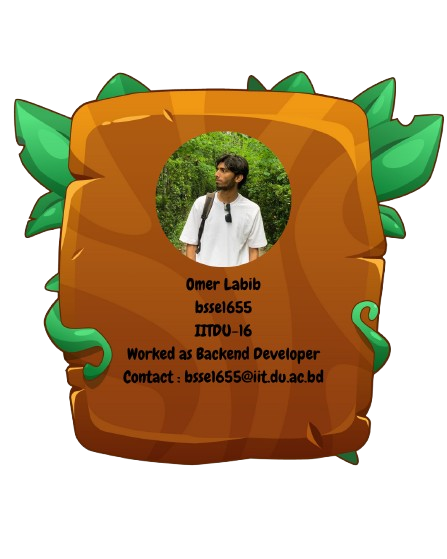 Omer Labib
bsse1655
IITDU-16
Worked as Backend Developer
Contact : bsse1655@iit.du.ac.bd